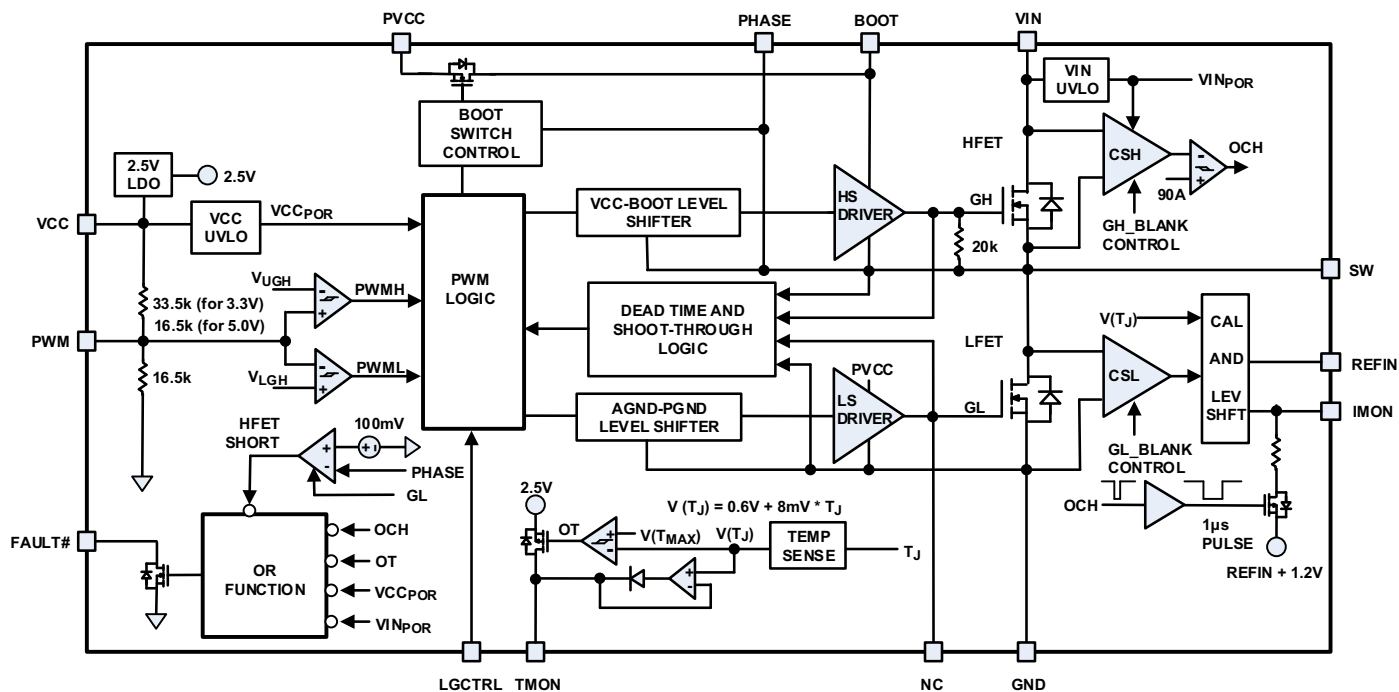 PVCC
PHASE
BOOT
VIN
VIN
UVLO
VINPOR
BOOT
SWITCH
CONTROL
HFET
CSH
-
+
OCH
90A
2.5V
LDO
2.5V
VCC
VCC
UVLO
VCCPOR
VCC-BOOT LEVEL
SHIFTER
HS
DRIVER
GH
20k
GH_BLANK
CONTROL
SW
PWM
LOGIC
VUGH
-
+
PWMH
33.5k (for 3.3V)
16.5k (for 5.0V)
PWM
DEAD TIME AND
SHOOT-THROUGH
LOGIC
LFET
V(TJ)
CAL
AND
LEV
SHFT
REFIN
16.5k
VLGH
-
+
PWML
PVCC
CSL
IMON
AGND-PGND
LEVEL SHIFTER
LS
DRIVER
GL
GL_BLANK
CONTROL
HFET
SHORT
+
-
100mV
+ -
PHASE
GL
2.5V
V (TJ) = 0.6V + 8mV * TJ
OCH
1µs
PULSE
REFIN + 1.2V
FAULT#
OR
FUNCTION
OCH
OT
VCCPOR
VINPOR
OT
+
-
V(TMAX)
V(TJ)
TEMP
SENSE
TJ
+
-
LGCTRL
TMON
NC
GND